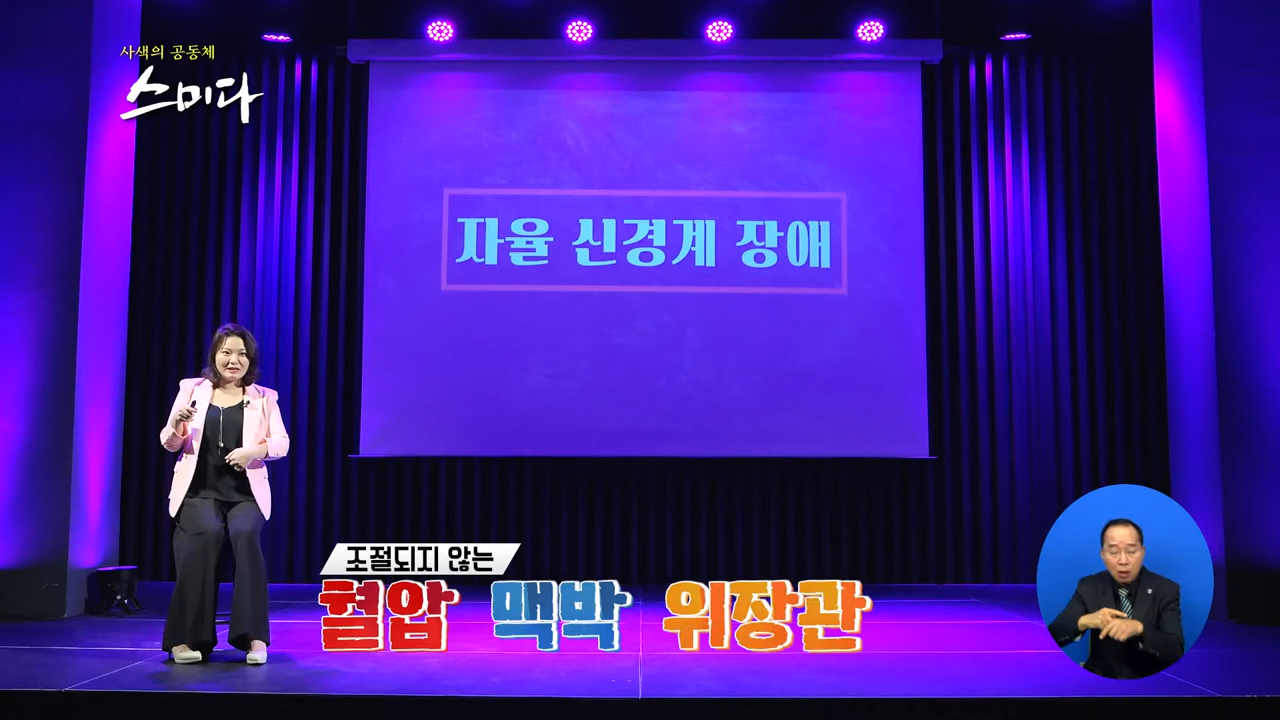 사색의 공동체
스미다
자율 신경계 장애
조절되지 않는
혈압 맥박 위장관